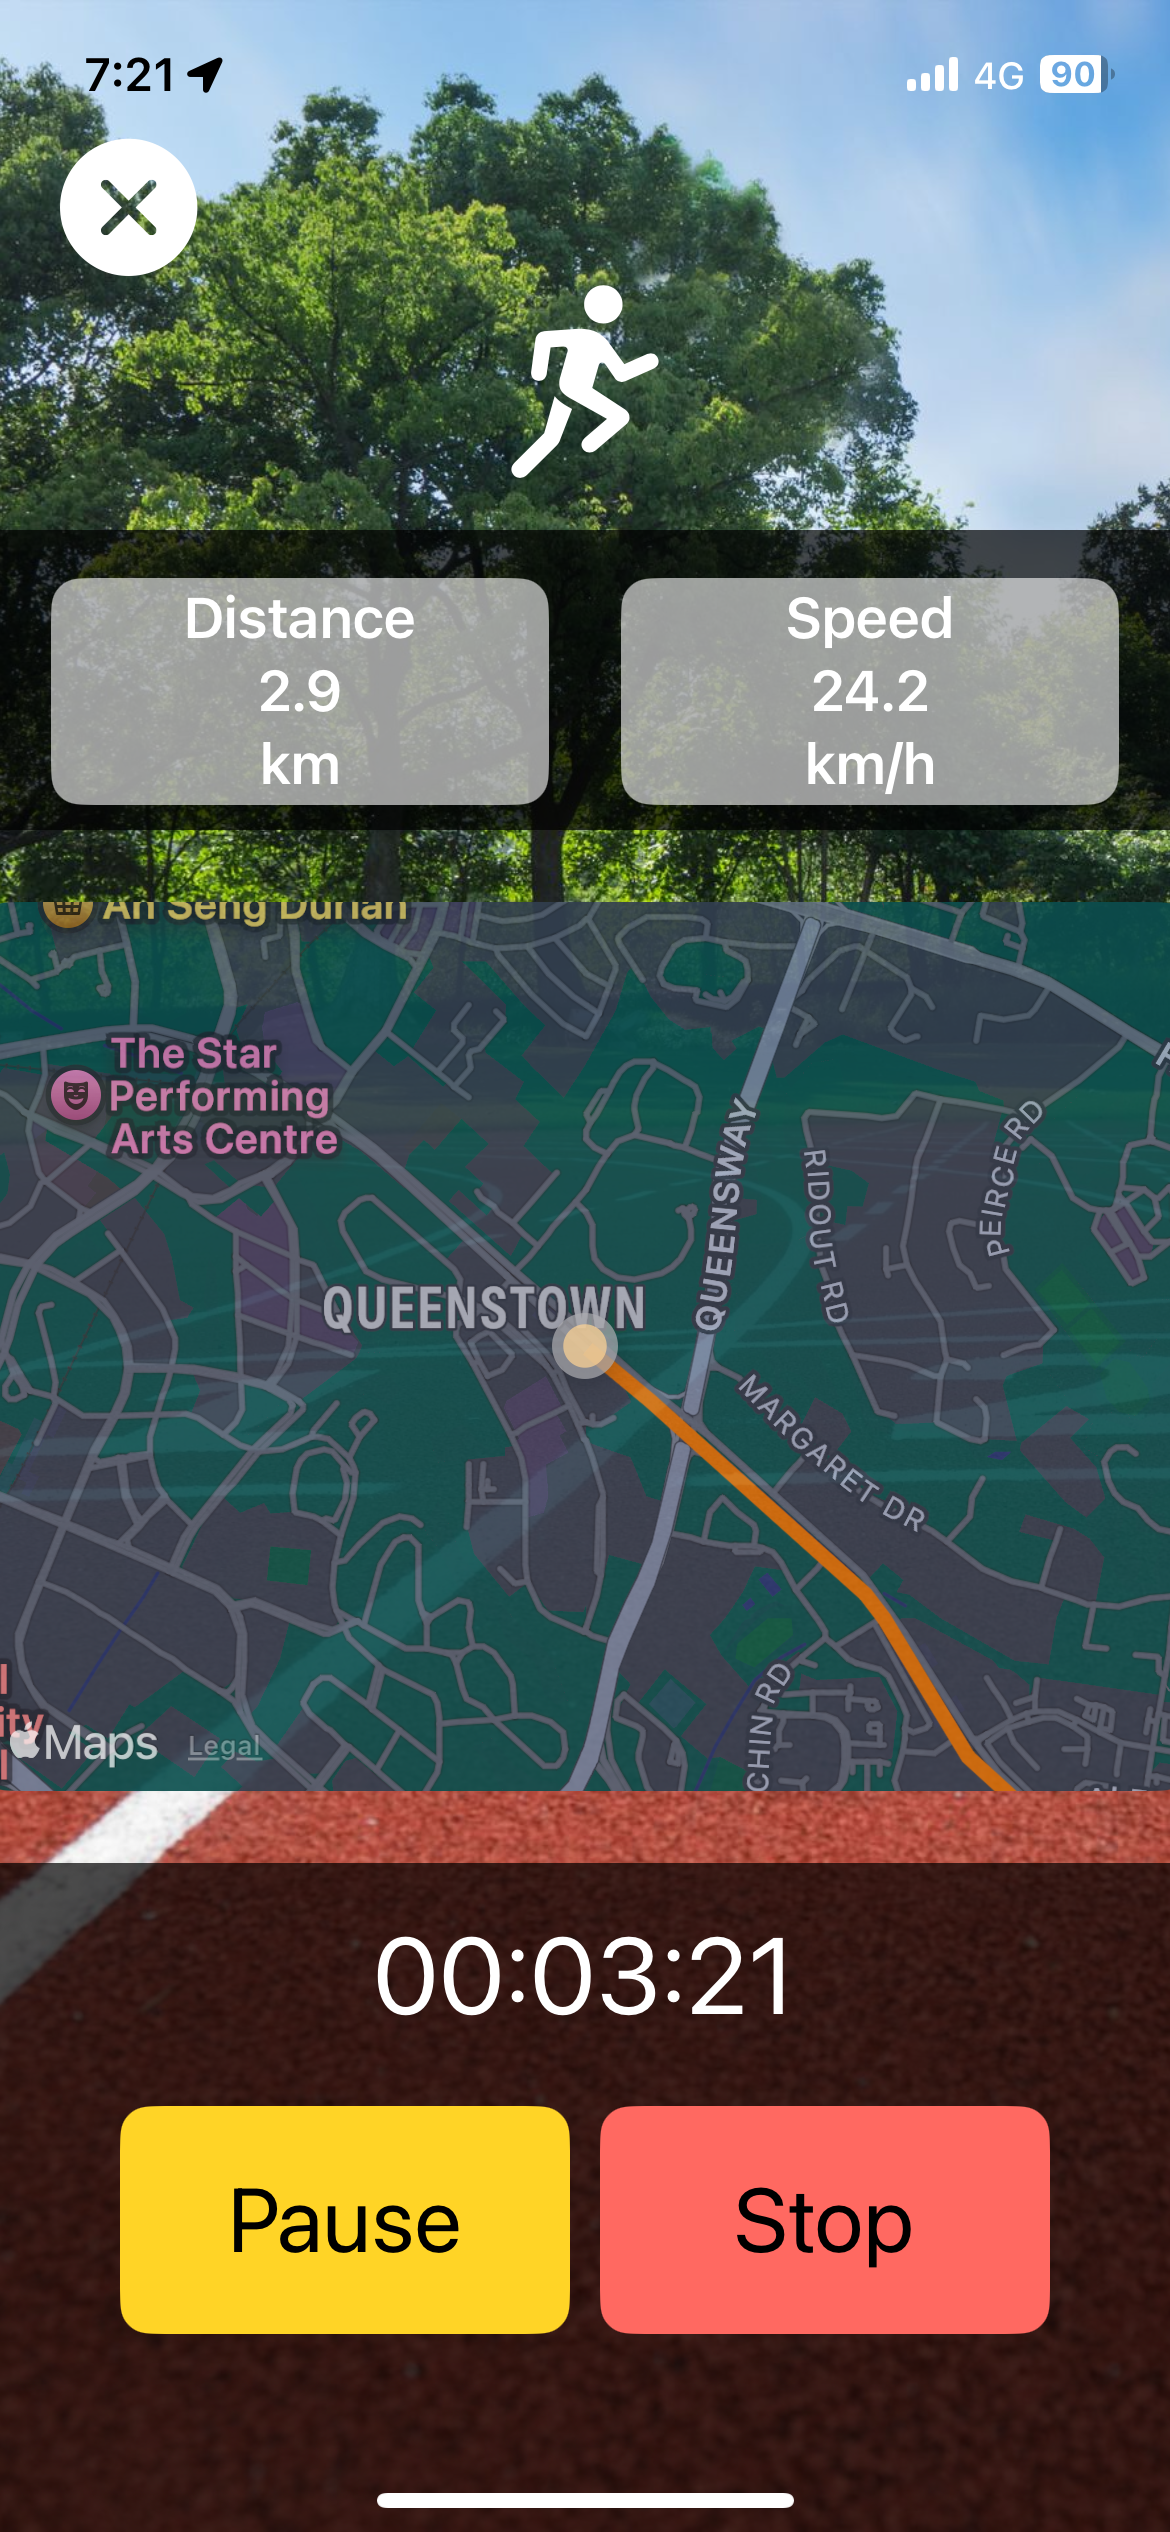 7:21
4G
90
Distance
2.9
km
Speed
24.2
km/h
Ah Seng Durian
The Star
Performing
Arts Centre
QUEENSWAY
RIDOUT RD
PEIRCE RD
QUEENSTOWN
MARGARET DR
CHIN RD
Maps
Legal
00:03:21
Pause
Stop